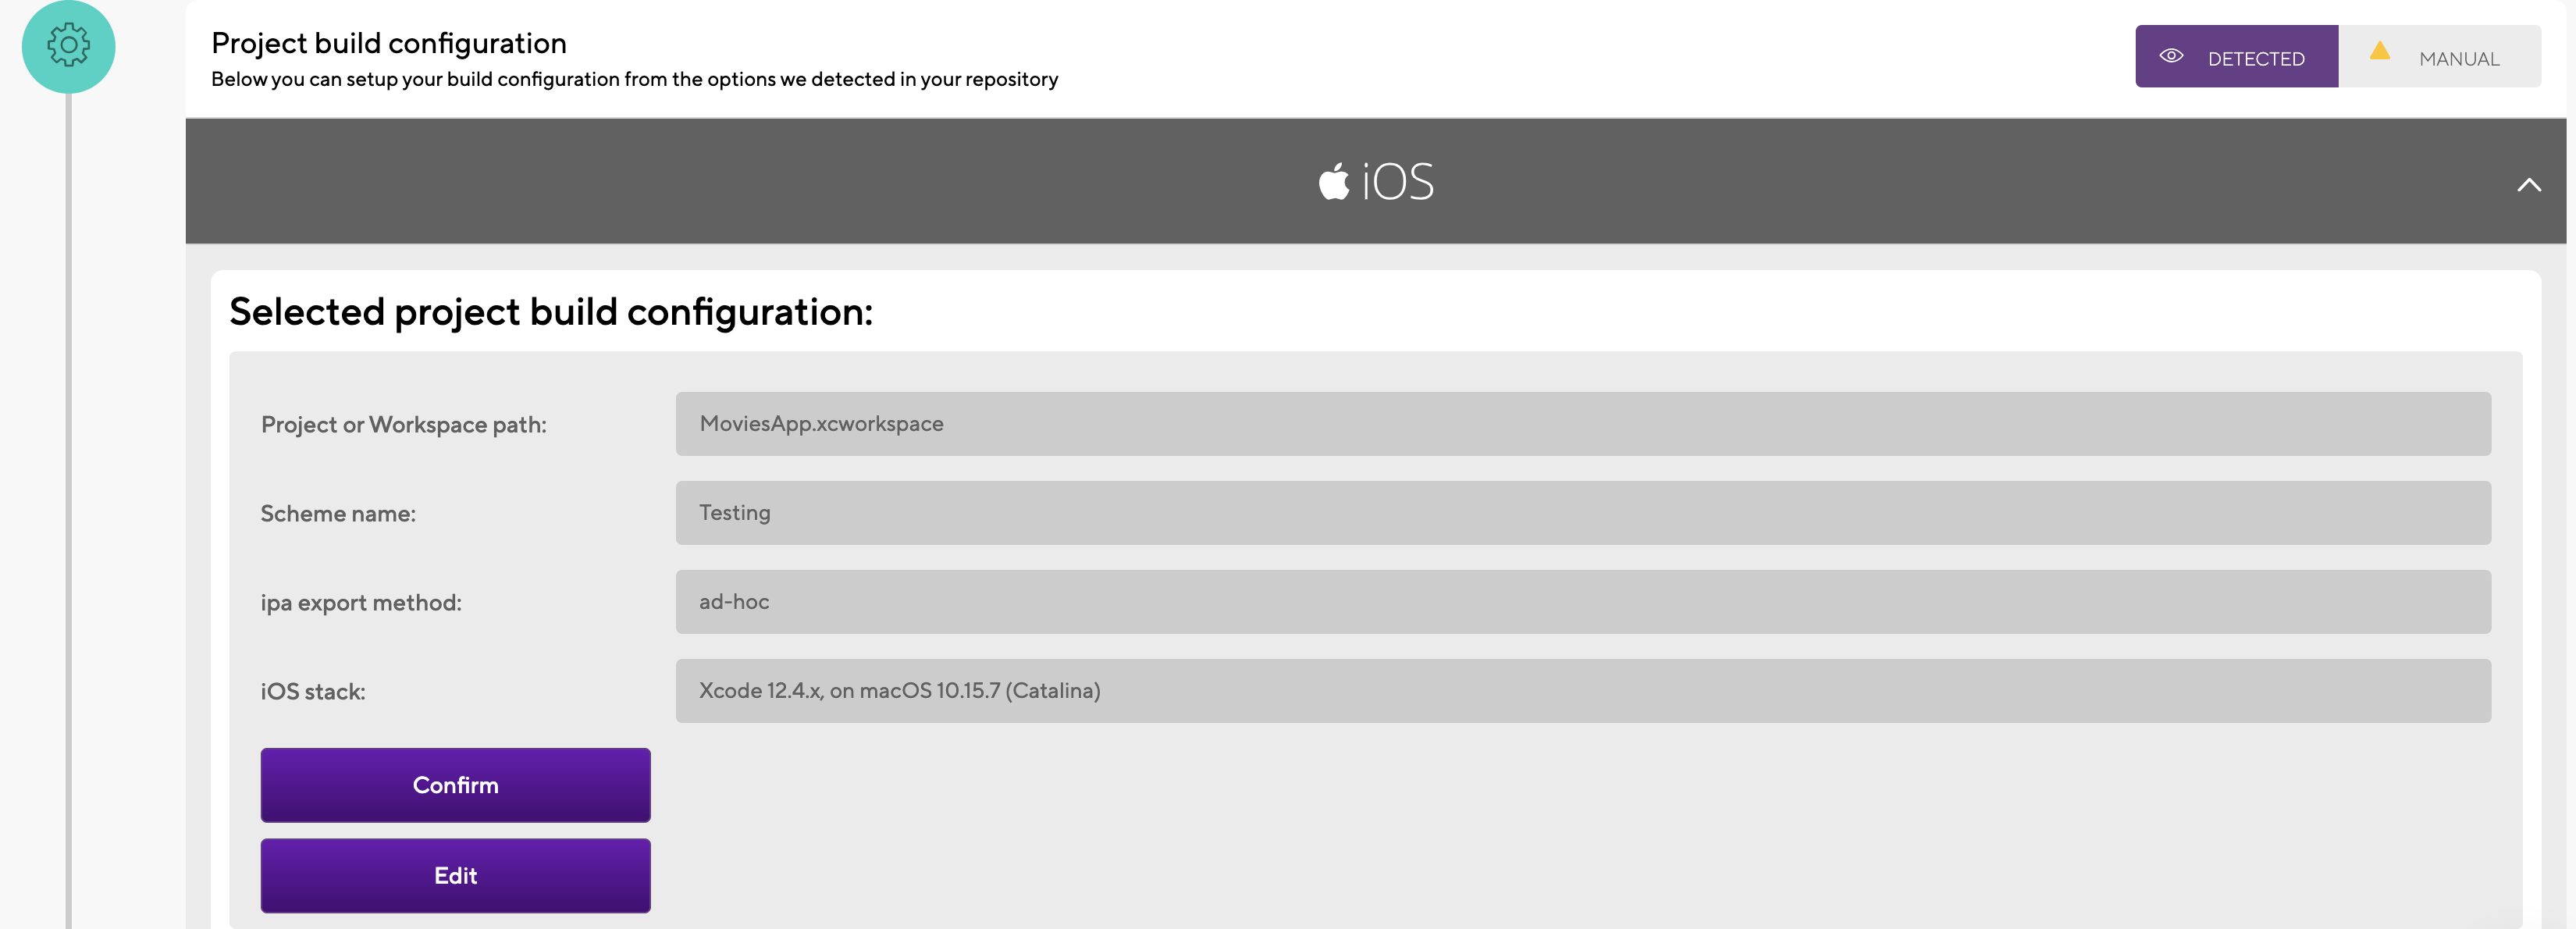 Project build configuration
Below you can setup your build configuration from the options we detected in your repository
DETECTED
MANUAL
iOS
Selected project build configuration:
Project or Workspace path: MoviesApp.xcworkspace
Scheme name: Testing
ipa export method: ad-hoc
iOS stack: Xcode 12.4.x, on macOS 10.15.7 (Catalina)
Confirm
Edit